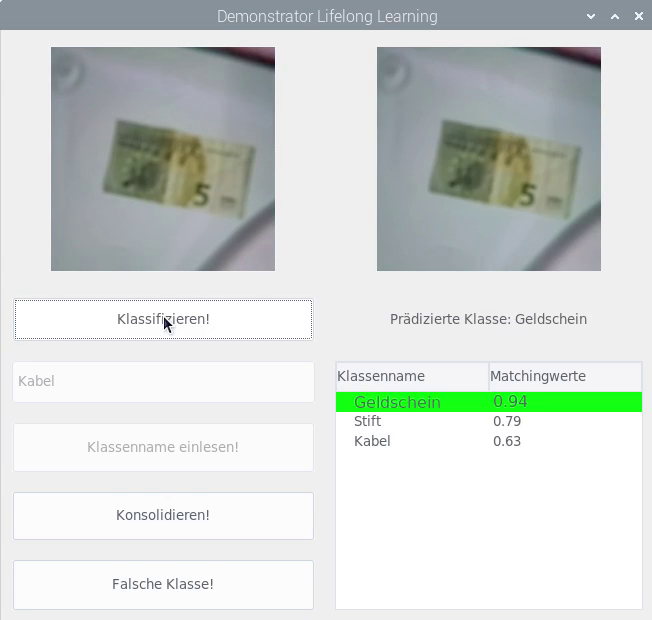 Demonstrator Lifelong Learning
5
5
Klassifizieren!
Prädizierte Klasse: Geldschein
Kabel
Klassenname Matchingwerte
Geldschein 0.94
Stift 0.79
Kabel 0.63
Klassenname einlesen!
Konsolidieren!
Falsche Klasse!